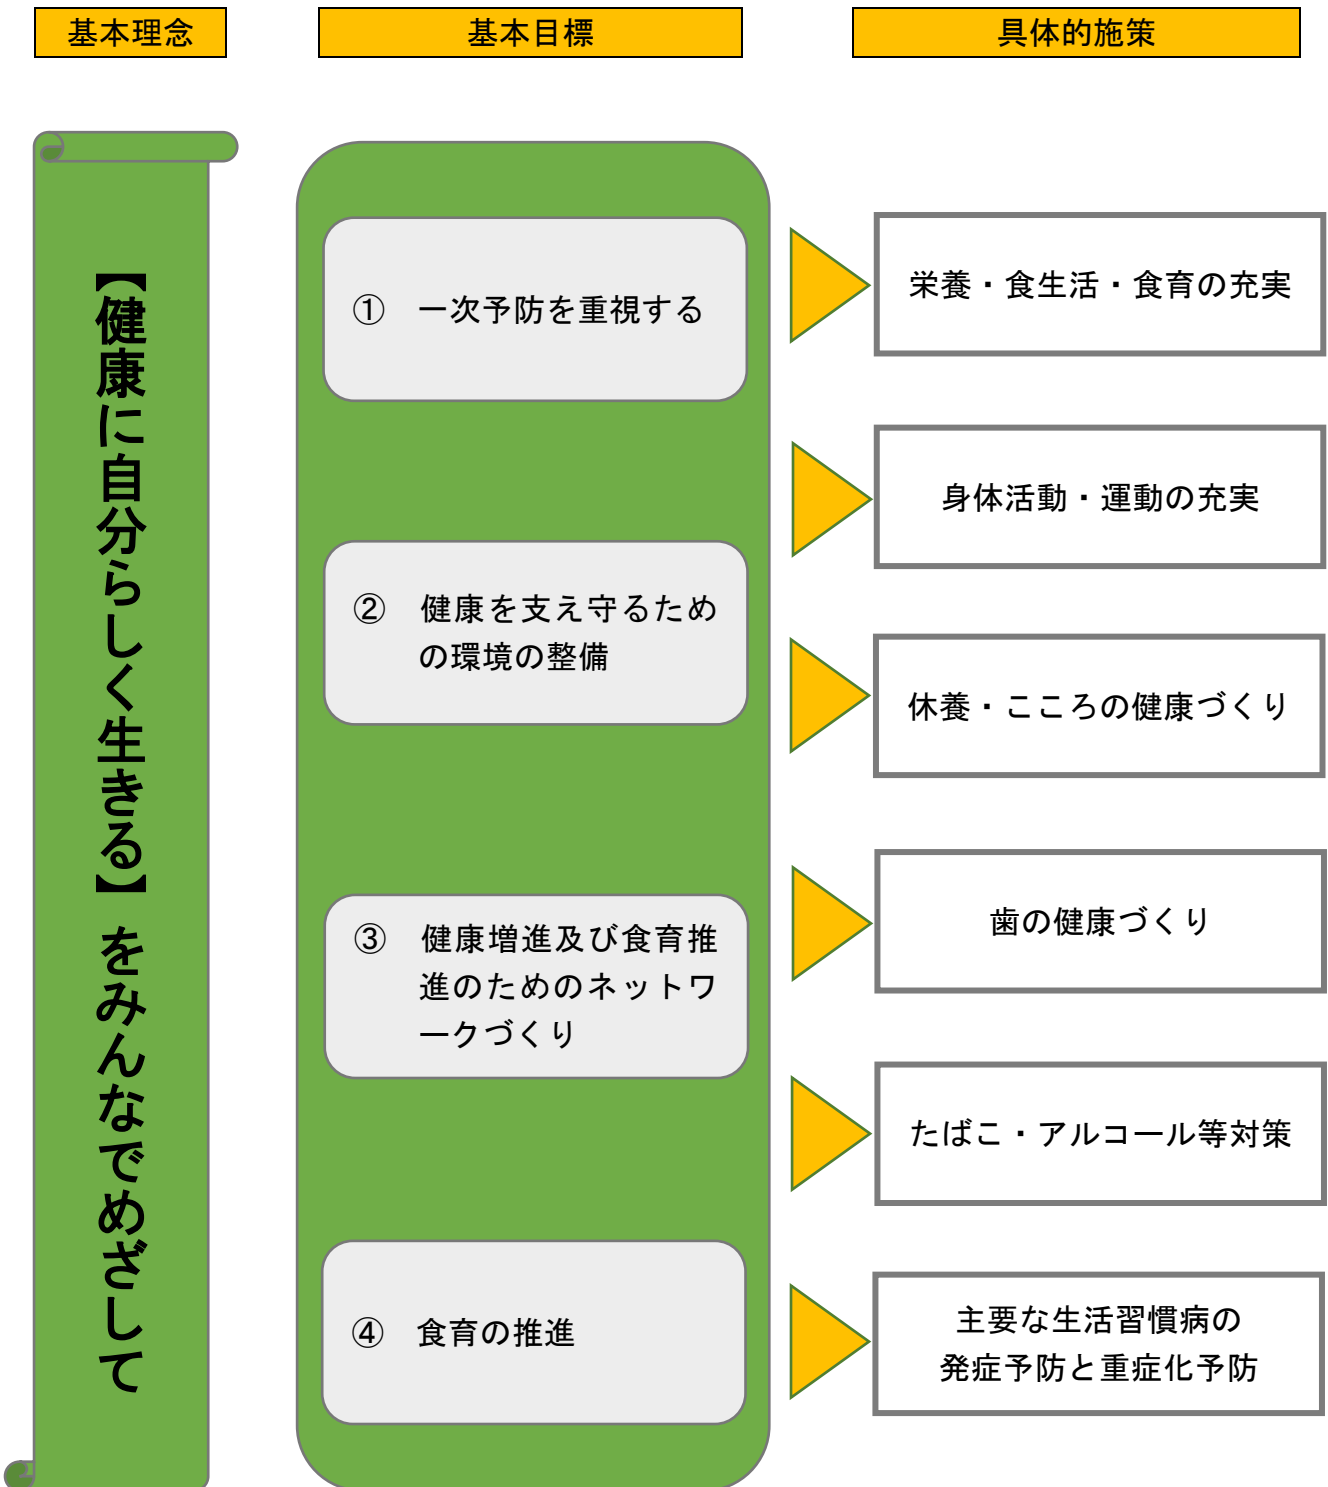 基本理念
基本目標
具体的施策
【健康に自分らしく生きる】をみんなでめざして
① 一次予防を重視する
② 健康を支え守るため
の環境の整備
③ 健康増進及び食育推
進のためのネットワ
ークづくり
④ 食育の推進
栄養・食生活・食育の充実
身体活動・運動の充実
休養・こころの健康づくり
歯の健康づくり
たばこ・アルコール等対策
主要な生活習慣病の
発症予防と重症化予防